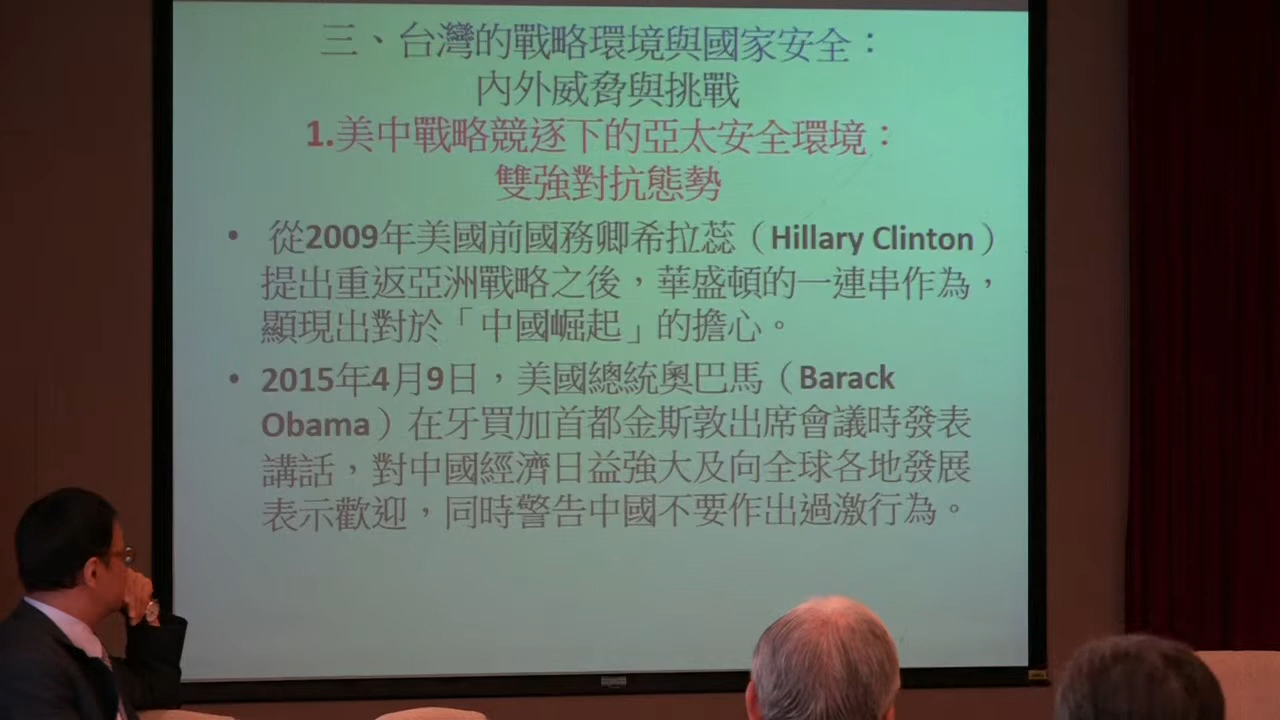 三、台灣的戰略環境與國家安全：
內外威脅與挑戰
1.美中戰略競逐下的亞太安全環境：
雙強對抗態勢
• 從2009年美國前國務卿希拉蕊（Hillary Clinton）
提出重返亞洲戰略之後，華盛頓的一連串作為，
顯現出對於「中國崛起」的擔心。
• 2015年4月9日，美國總統奧巴馬（Barack
Obama）在牙買加首都金斯敦出席會議時發表
講話，對中國經濟日益強大及向全球各地發展
表示歡迎，同時警告中國不要作出過激行為。